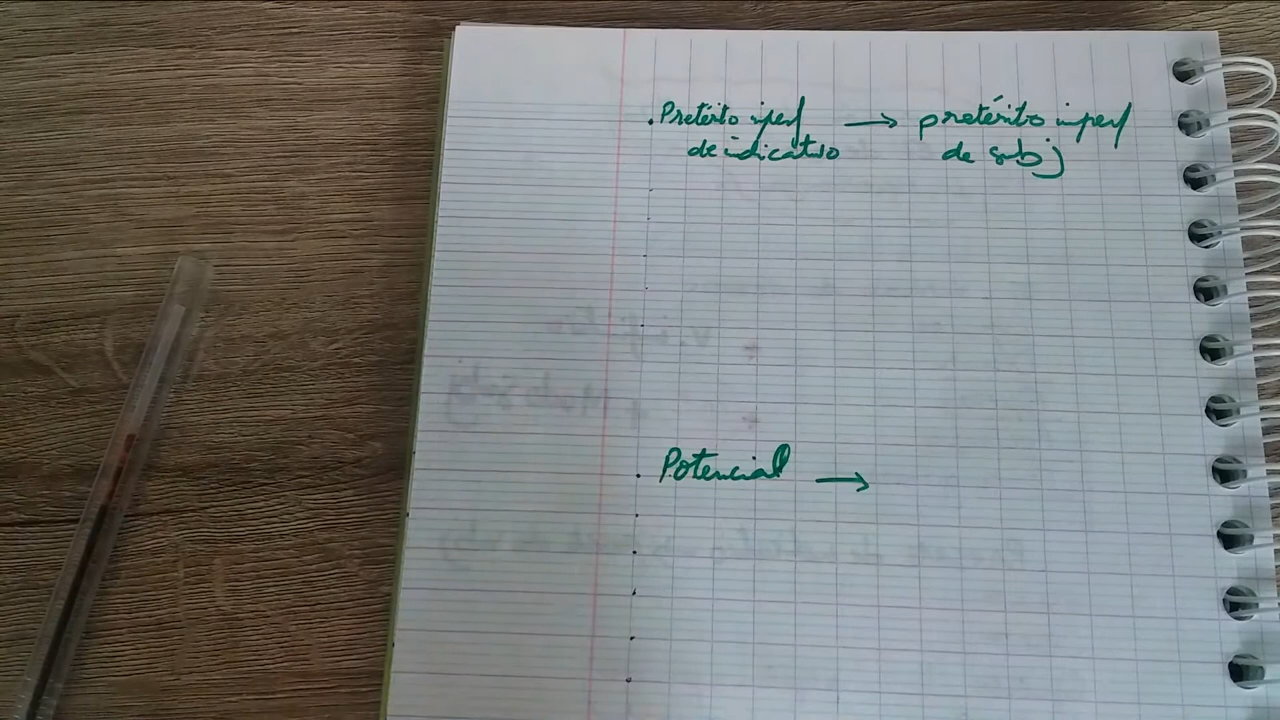 . Pretérito imperf → pretérito imperf
de indicativo de subj
. Potencial →